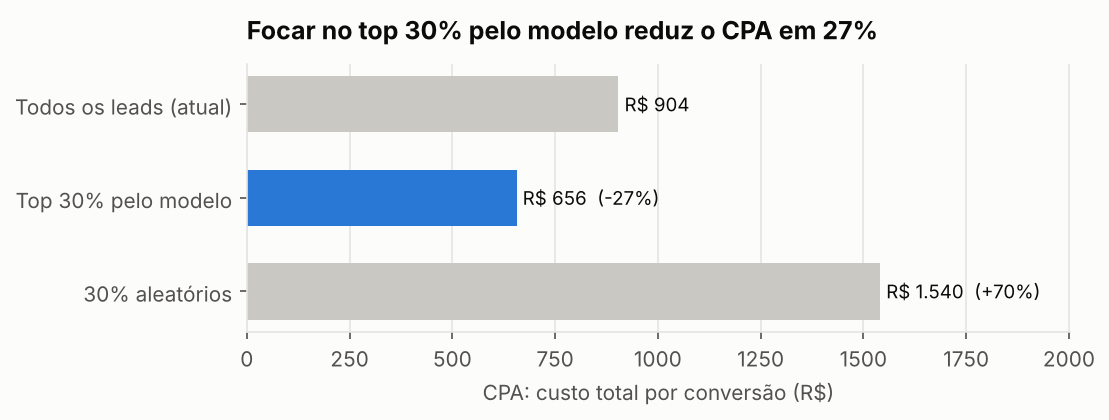 Focar no top 30% pelo modelo reduz o CPA em 27%
Todos os leads (atual)
R$ 904
Top 30% pelo modelo
R$ 656 (-27%)
30% aleatórios
R$ 1.540 (+70%)
0 250 500 750 1000 1250 1500 1750 2000
CPA: custo total por conversão (R$)